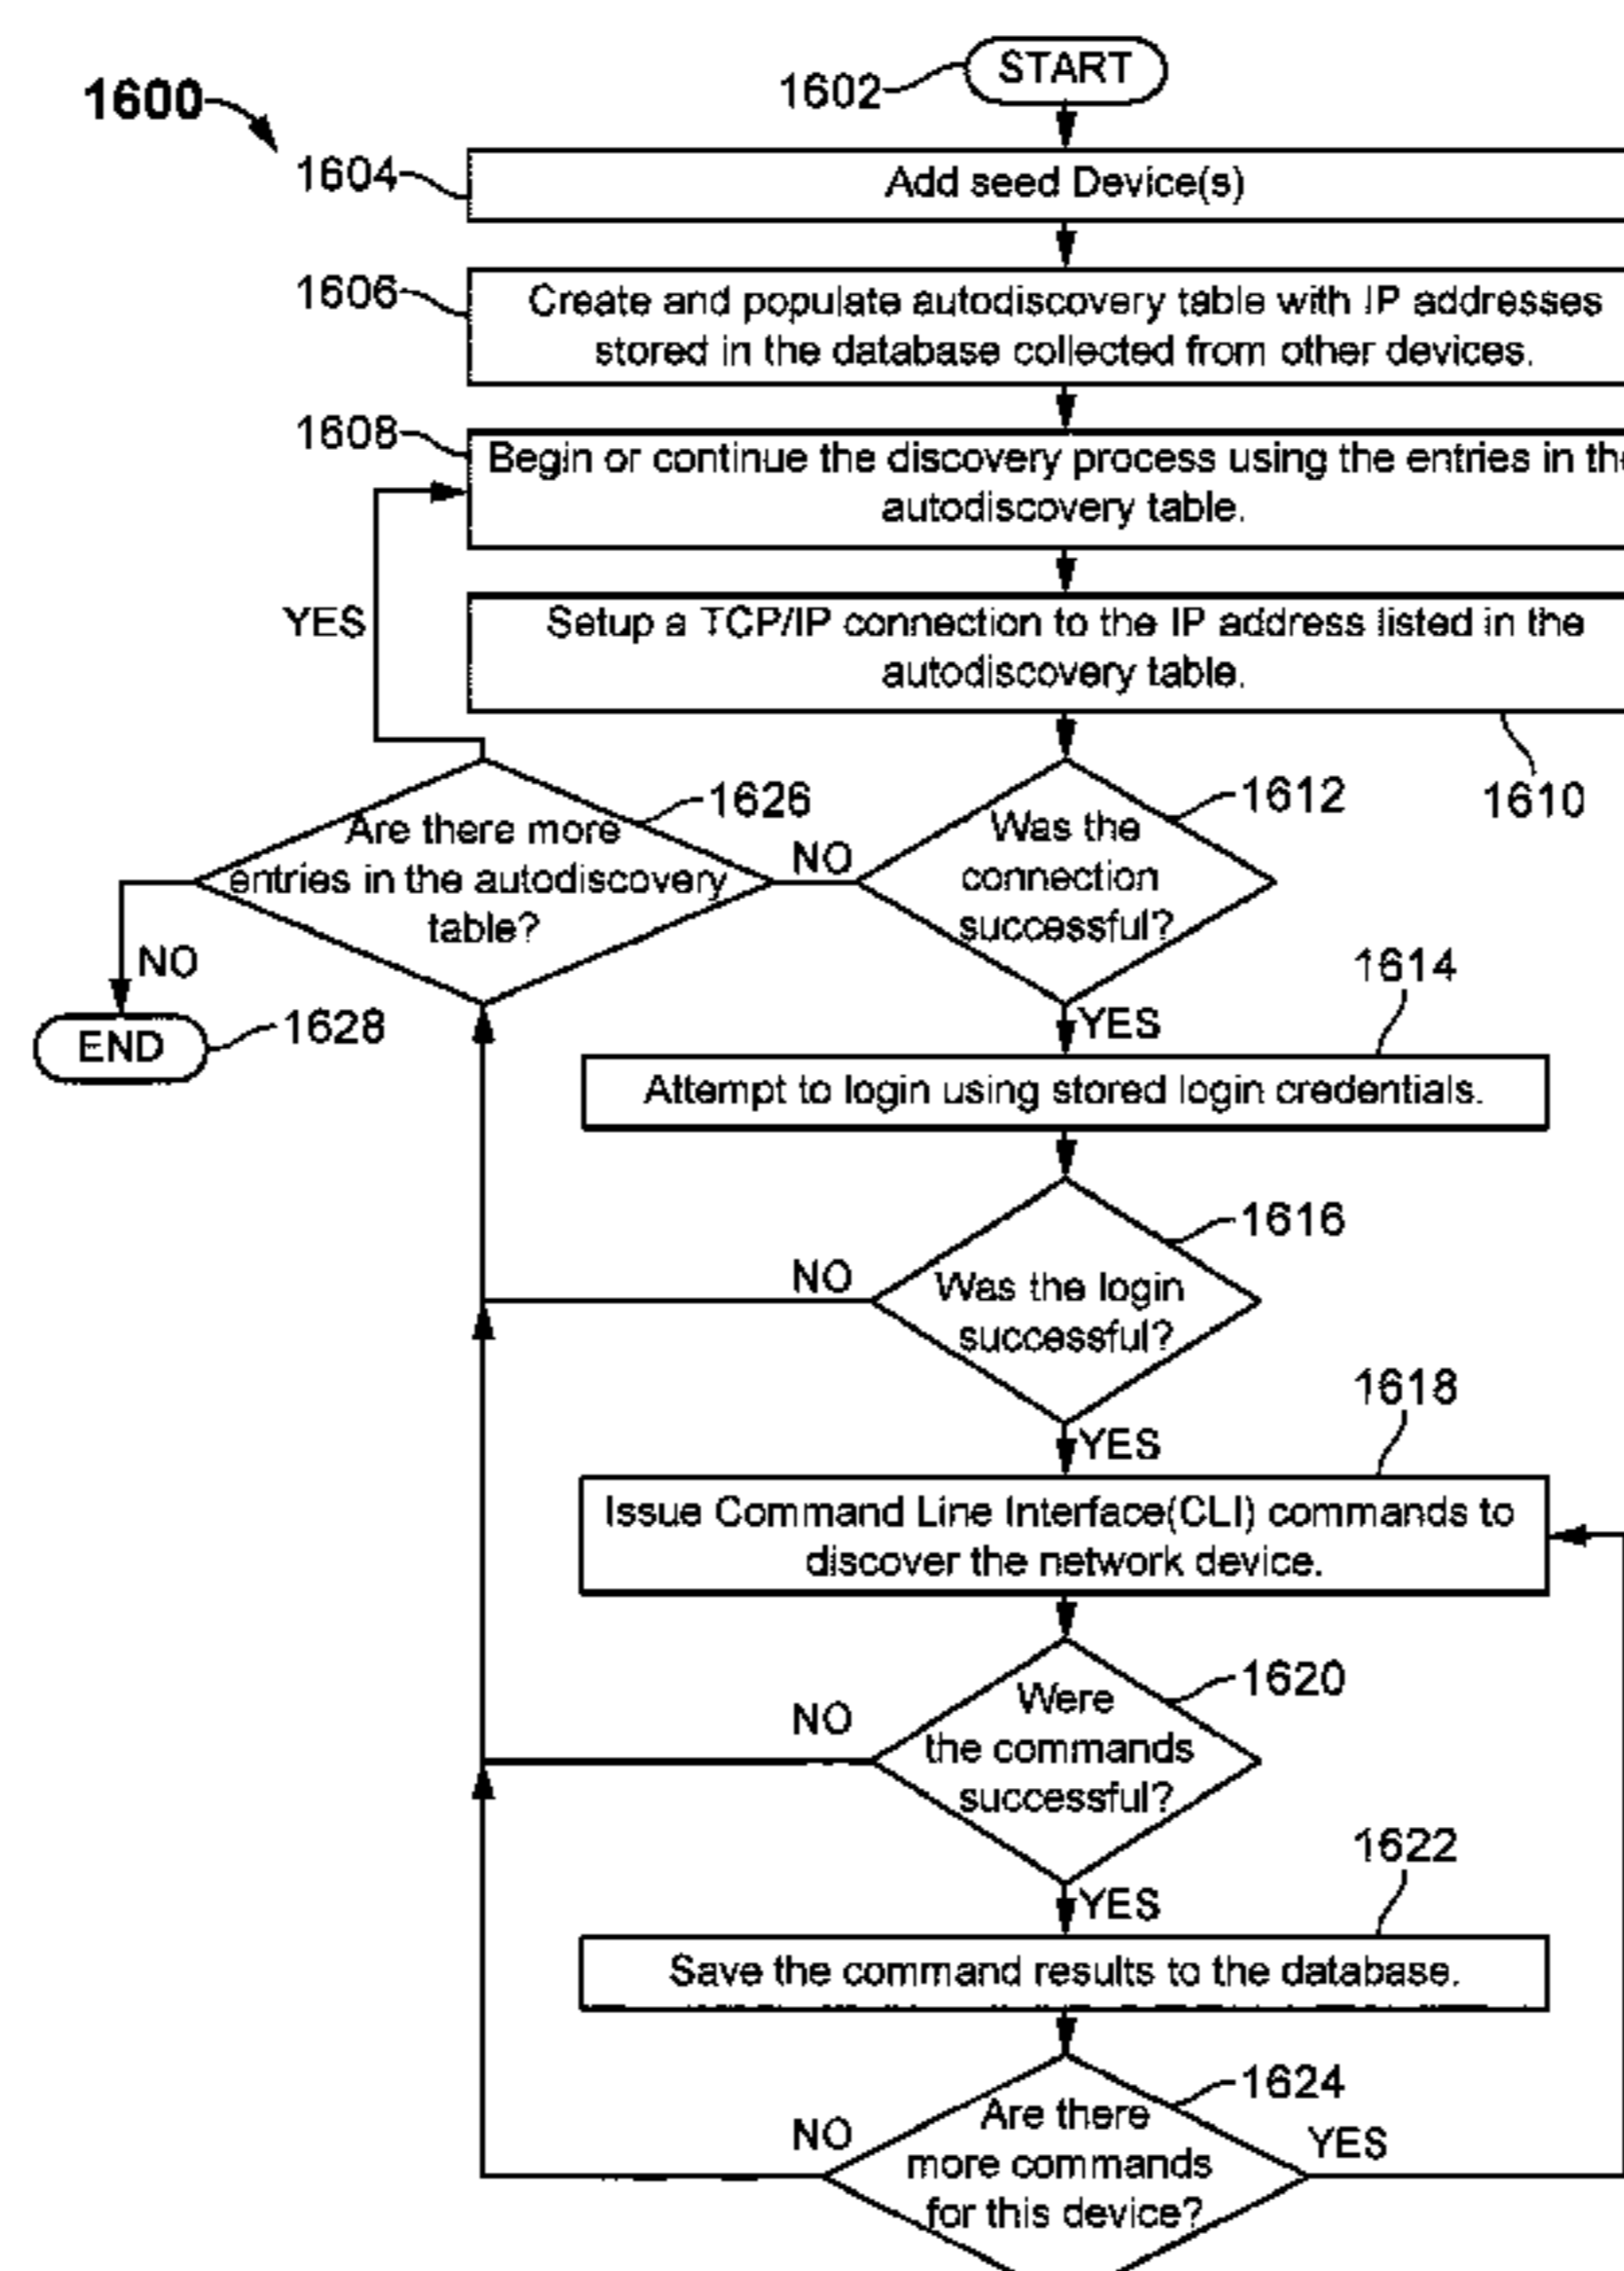 1600
START
1602
1604
Add seed Device(s)
1606
Create and populate autodiscovery table with IP addresses
stored in the database collected from other devices.
1608
Begin or continue the discovery process using the entries in the
autodiscovery table.
YES
Setup a TCP/IP connection to the IP address listed in the
autodiscovery table.
1610
1626
Are there more
entries in the autodiscovery
table?
NO
1612
Was the
connection
successful?
NO
END
1628
YES
1614
Attempt to login using stored login credentials.
1616
NO
Was the login
successful?
YES
1618
Issue Command Line Interface(CLI) commands to
discover the network device.
1620
NO
Were
the commands
successful?
YES
1622
Save the command results to the database.
1624
NO
Are there
more commands
for this device?
YES